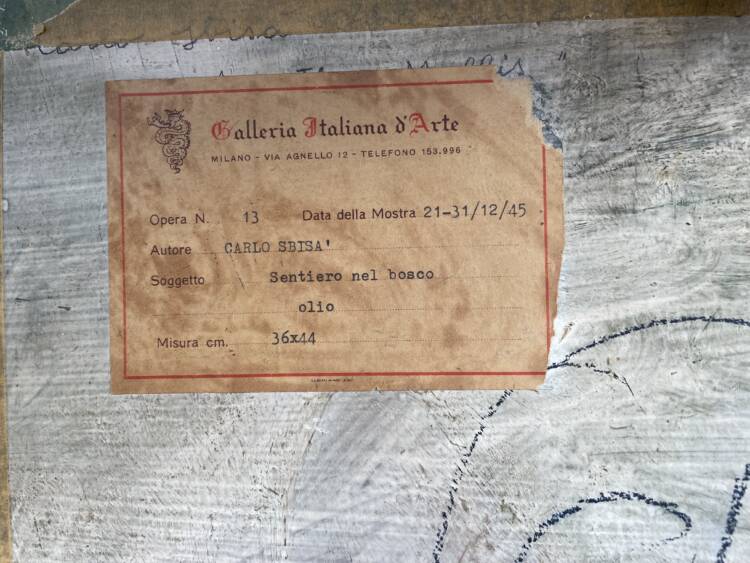 Sbisa
Galleria Italiana d'Arte
MILANO - VIA AGNELLO 12 - TELEFONO 153.996
Opera N. 13 Data della Mostra 21-31/12/45
Autore CARLO SBISA'
Soggetto Sentiero nel bosco
olio
Misura cm. 36x44